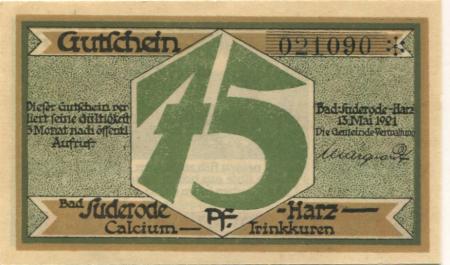 Gutschein
021090
75
Dieser Gutschein ver
liert seine Gültigkeit
3 Monat nach öffentl.
Aufruf.
Bad-Suderode-Harz
13. Mai 1921
Die Gemeinde-Verwaltung
Bad Suderode Pf. -Harz-
Calcium- Trinkkuren